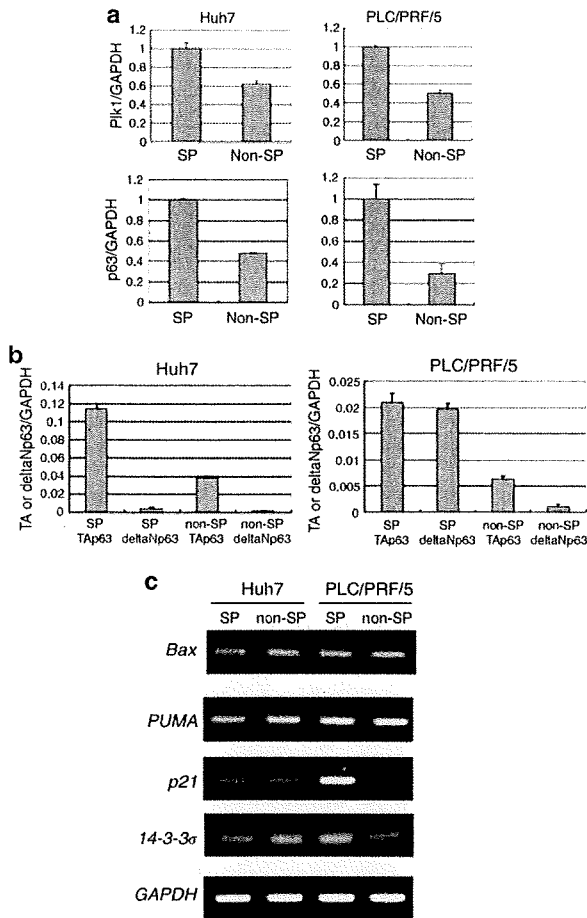 a
Huh7
PLC/PRF/5
Plk1/GAPDH
1.2
1
0.8
0.6
0.4
0.2
0
SP
Non-SP
1.2
1
0.8
0.6
0.4
0.2
0
SP
Non-SP
p63/GAPDH
1.2
1
0.8
0.6
0.4
0.2
0
SP
Non-SP
1.2
1
0.8
0.6
0.4
0.2
0
SP
Non-SP
b
Huh7
TA or deltaNp63/GAPDH
0.14
0.12
0.1
0.08
0.06
0.04
0.02
0
SP
TAp63
SP
deltaNp63
non-SP
TAp63
non-SP
deltaNp63
PLC/PRF/5
TA or deltaNp63/GAPDH
0.025
0.02
0.015
0.01
0.005
0
SP
TAp63
SP
deltaNp63
non-SP
TAp63
non-SP
deltaNp63
c
Huh7 PLC/PRF/5
SP non-SP SP non-SP
Bax
PUMA
p21
14-3-3σ
GAPDH